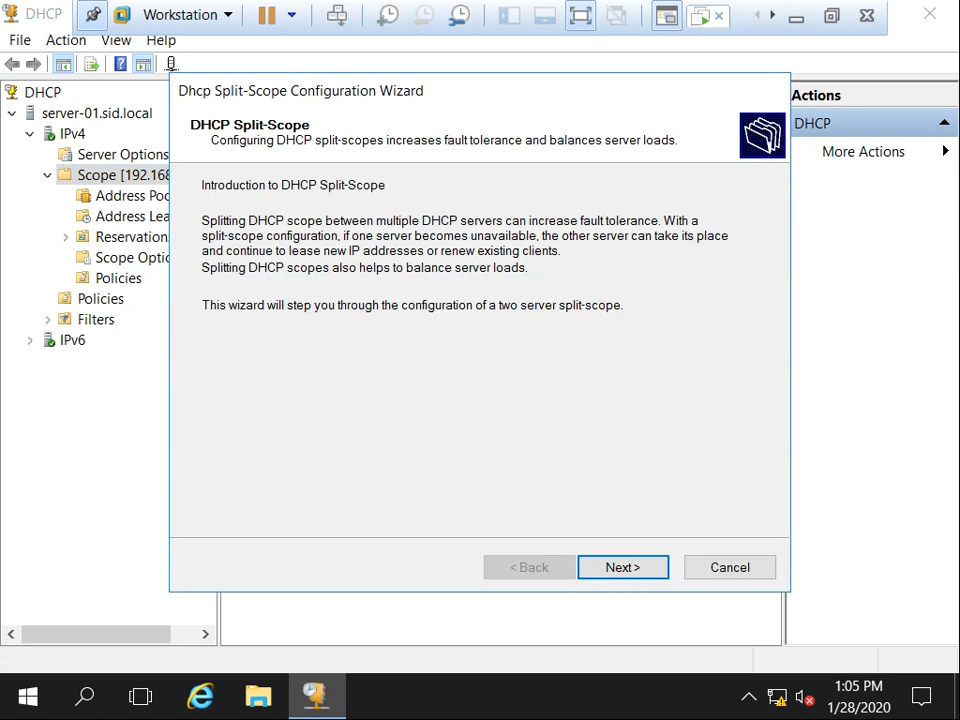 DHCP
Workstation
File Action View Help
DHCP
server-01.sid.local
IPv4
Server Options
Scope [192.168
Address Poo
Address Lea
Reservation
Scope Optio
Policies
Policies
Filters
IPv6
Dhcp Split-Scope Configuration Wizard
DHCP Split-Scope
Configuring DHCP split-scopes increases fault tolerance and balances server loads.
Introduction to DHCP Split-Scope
Splitting DHCP scope between multiple DHCP servers can increase fault tolerance. With a
split-scope configuration, if one server becomes unavailable, the other server can take its place
and continue to lease new IP addresses or renew existing clients.
Splitting DHCP scopes also helps to balance server loads.
This wizard will step you through the configuration of a two server split-scope.
< Back Next > Cancel
Actions
DHCP
More Actions
1:05 PM
1/28/2020